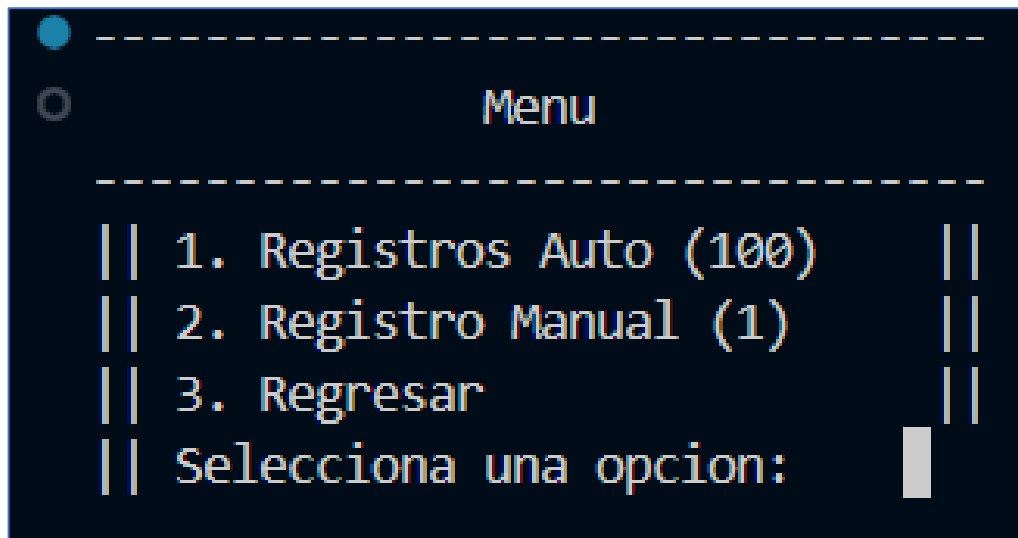 --------------------------------
Menu
--------------------------------
|| 1. Registros Auto (100) ||
|| 2. Registro Manual (1) ||
|| 3. Regresar ||
|| Selecciona una opcion: